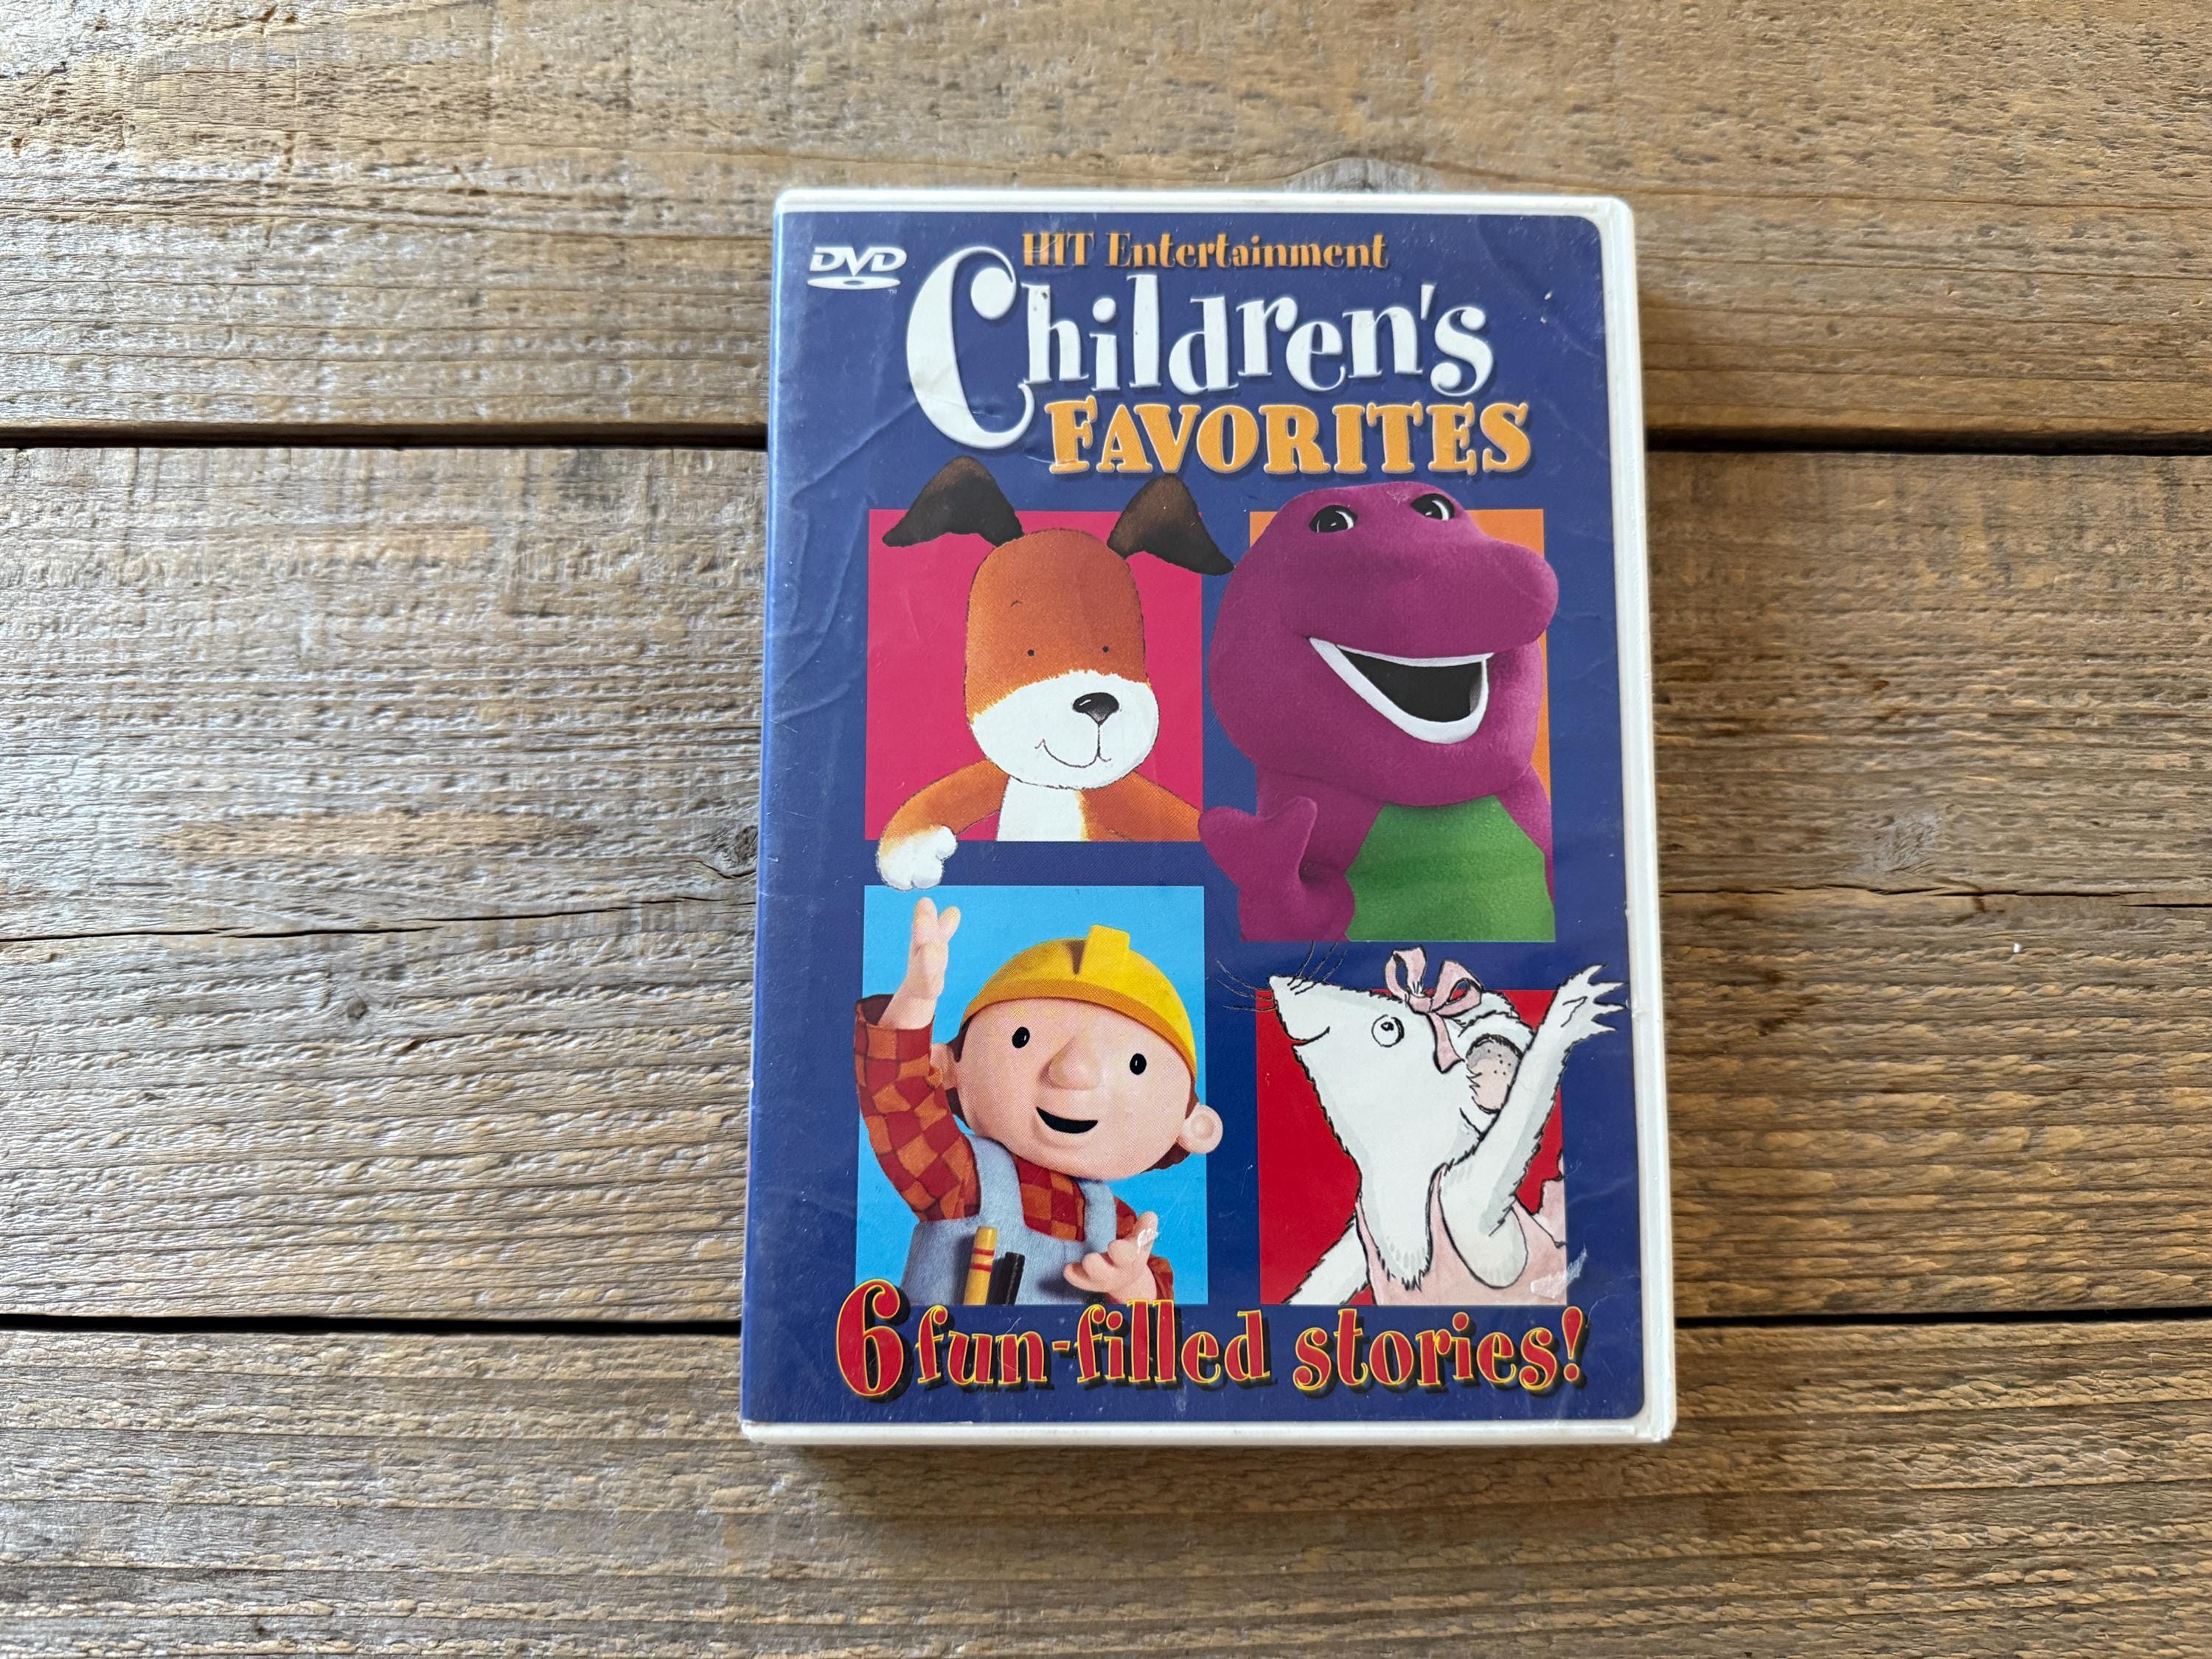 DVD
HIT Entertainment
Children's
FAVORITES
6 fun-filled stories!